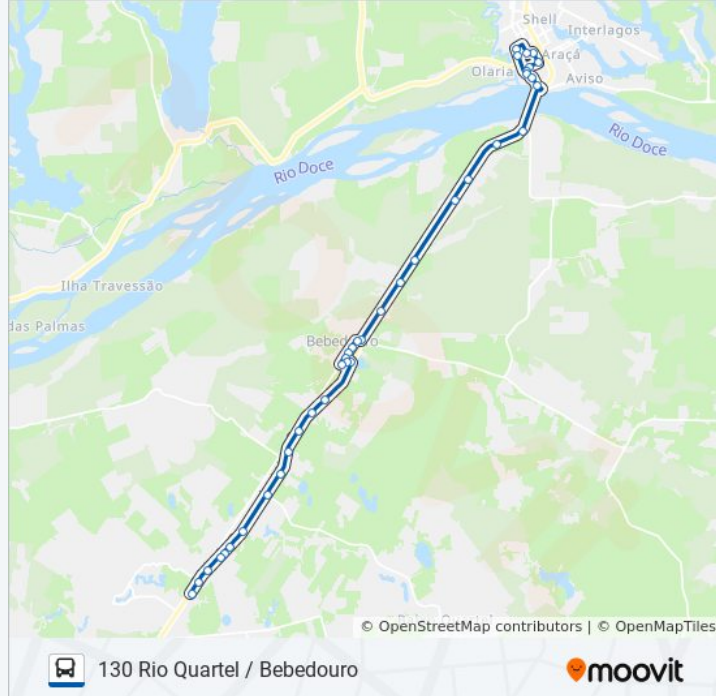 Shell
Interlagos
Araçá
Olaria
Aviso
Rio Doce
Rio Doce
Ilha Travessão
das Palmas
Bebedouro
© OpenStreetMap contributors | © OpenMapTiles
130 Rio Quartel / Bebedouro
moovit